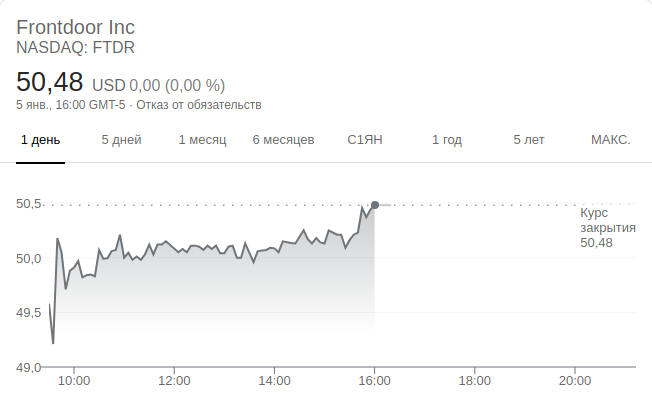 Frontdoor Inc
NASDAQ: FTDR
50,48 USD 0,00 (0,00 %)
5 янв., 16:00 GMT-5 · Отказ от обязательств
1 день 5 дней 1 месяц 6 месяцев С1ЯН 1 год 5 лет МАКС.
50,5
Курс
закрытия
50,48
50,0
49,5
49,0
10:00 12:00 14:00 16:00 18:00 20:00